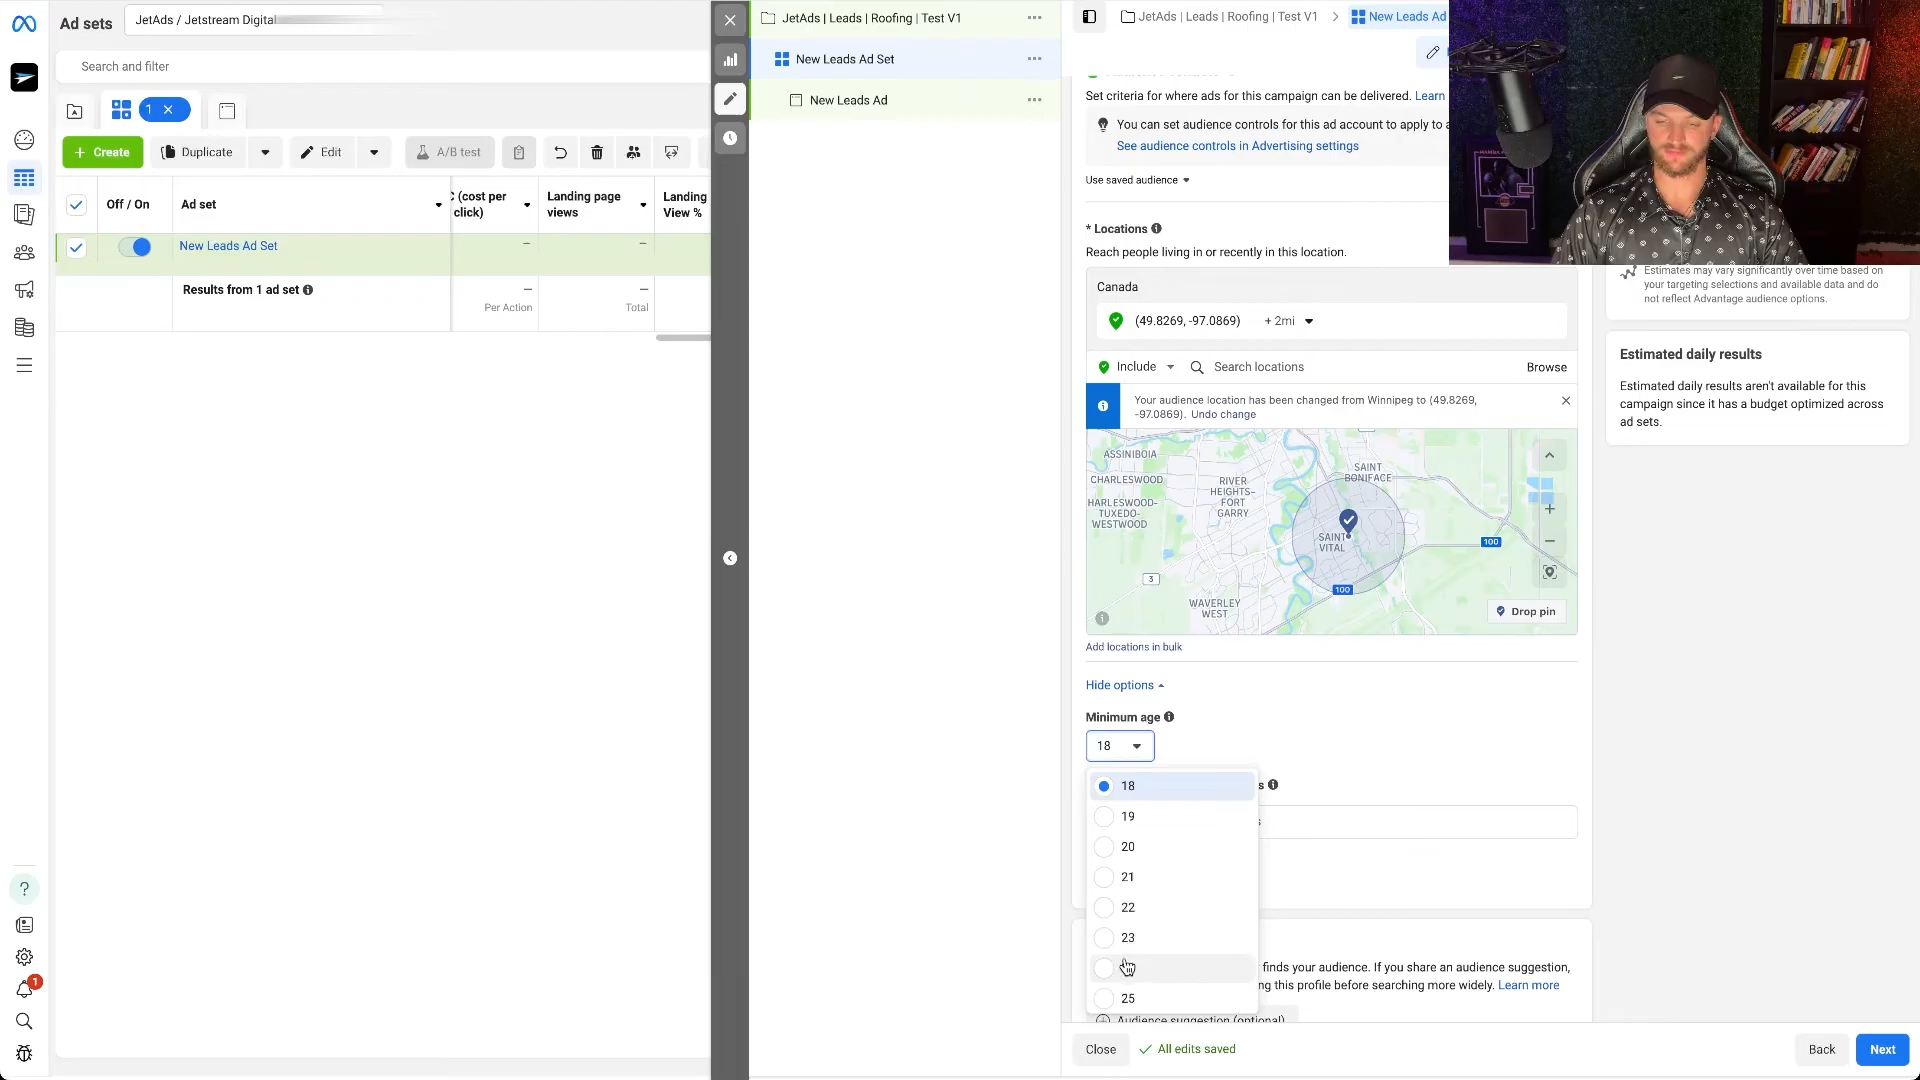 Ad sets
JetAds / Jetstream Digital
Search and filter
1
Create
Duplicate
Edit
A/B test
Off / On
Ad set
(cost per
click)
Landing page
views
Landing
View %
New Leads Ad Set
—
—
Results from 1 ad set
—
Per Action
—
Total
?
1
JetAds | Leads | Roofing | Test V1
New Leads Ad Set
New Leads Ad
JetAds | Leads | Roofing | Test V1
New Leads Ad
Set criteria for where ads for this campaign can be delivered. Learn
You can set audience controls for this ad account to apply to a
See audience controls in Advertising settings
Use saved audience
* Locations
Reach people living in or recently in this location.
Canada
(49.8269, -97.0869) + 2mi
Include
Search locations
Browse
Your audience location has been changed from Winnipeg to (49.8269,
-97.0869). Undo change
ASSINIBOIA
CHARLESWOOD
HARLESWOOD-
TUXEDO-
WESTWOOD
RIVER
HEIGHTS-
FORT
GARRY
SAINT
BONIFACE
SAINT
VITAL
100
100
3
WAVERLEY
WEST
Drop pin
Add locations in bulk
Hide options
Minimum age
18
18
19
20
21
22
23
25
s
finds your audience. If you share an audience suggestion,
ng this profile before searching more widely. Learn more
Audience suggestion (optional)
Close
All edits saved
Back
Next
Estimates may vary significantly over time based on
your targeting selections and available data and do
not reflect Advantage audience options.
Estimated daily results
Estimated daily results aren't available for this
campaign since it has a budget optimized across
ad sets.